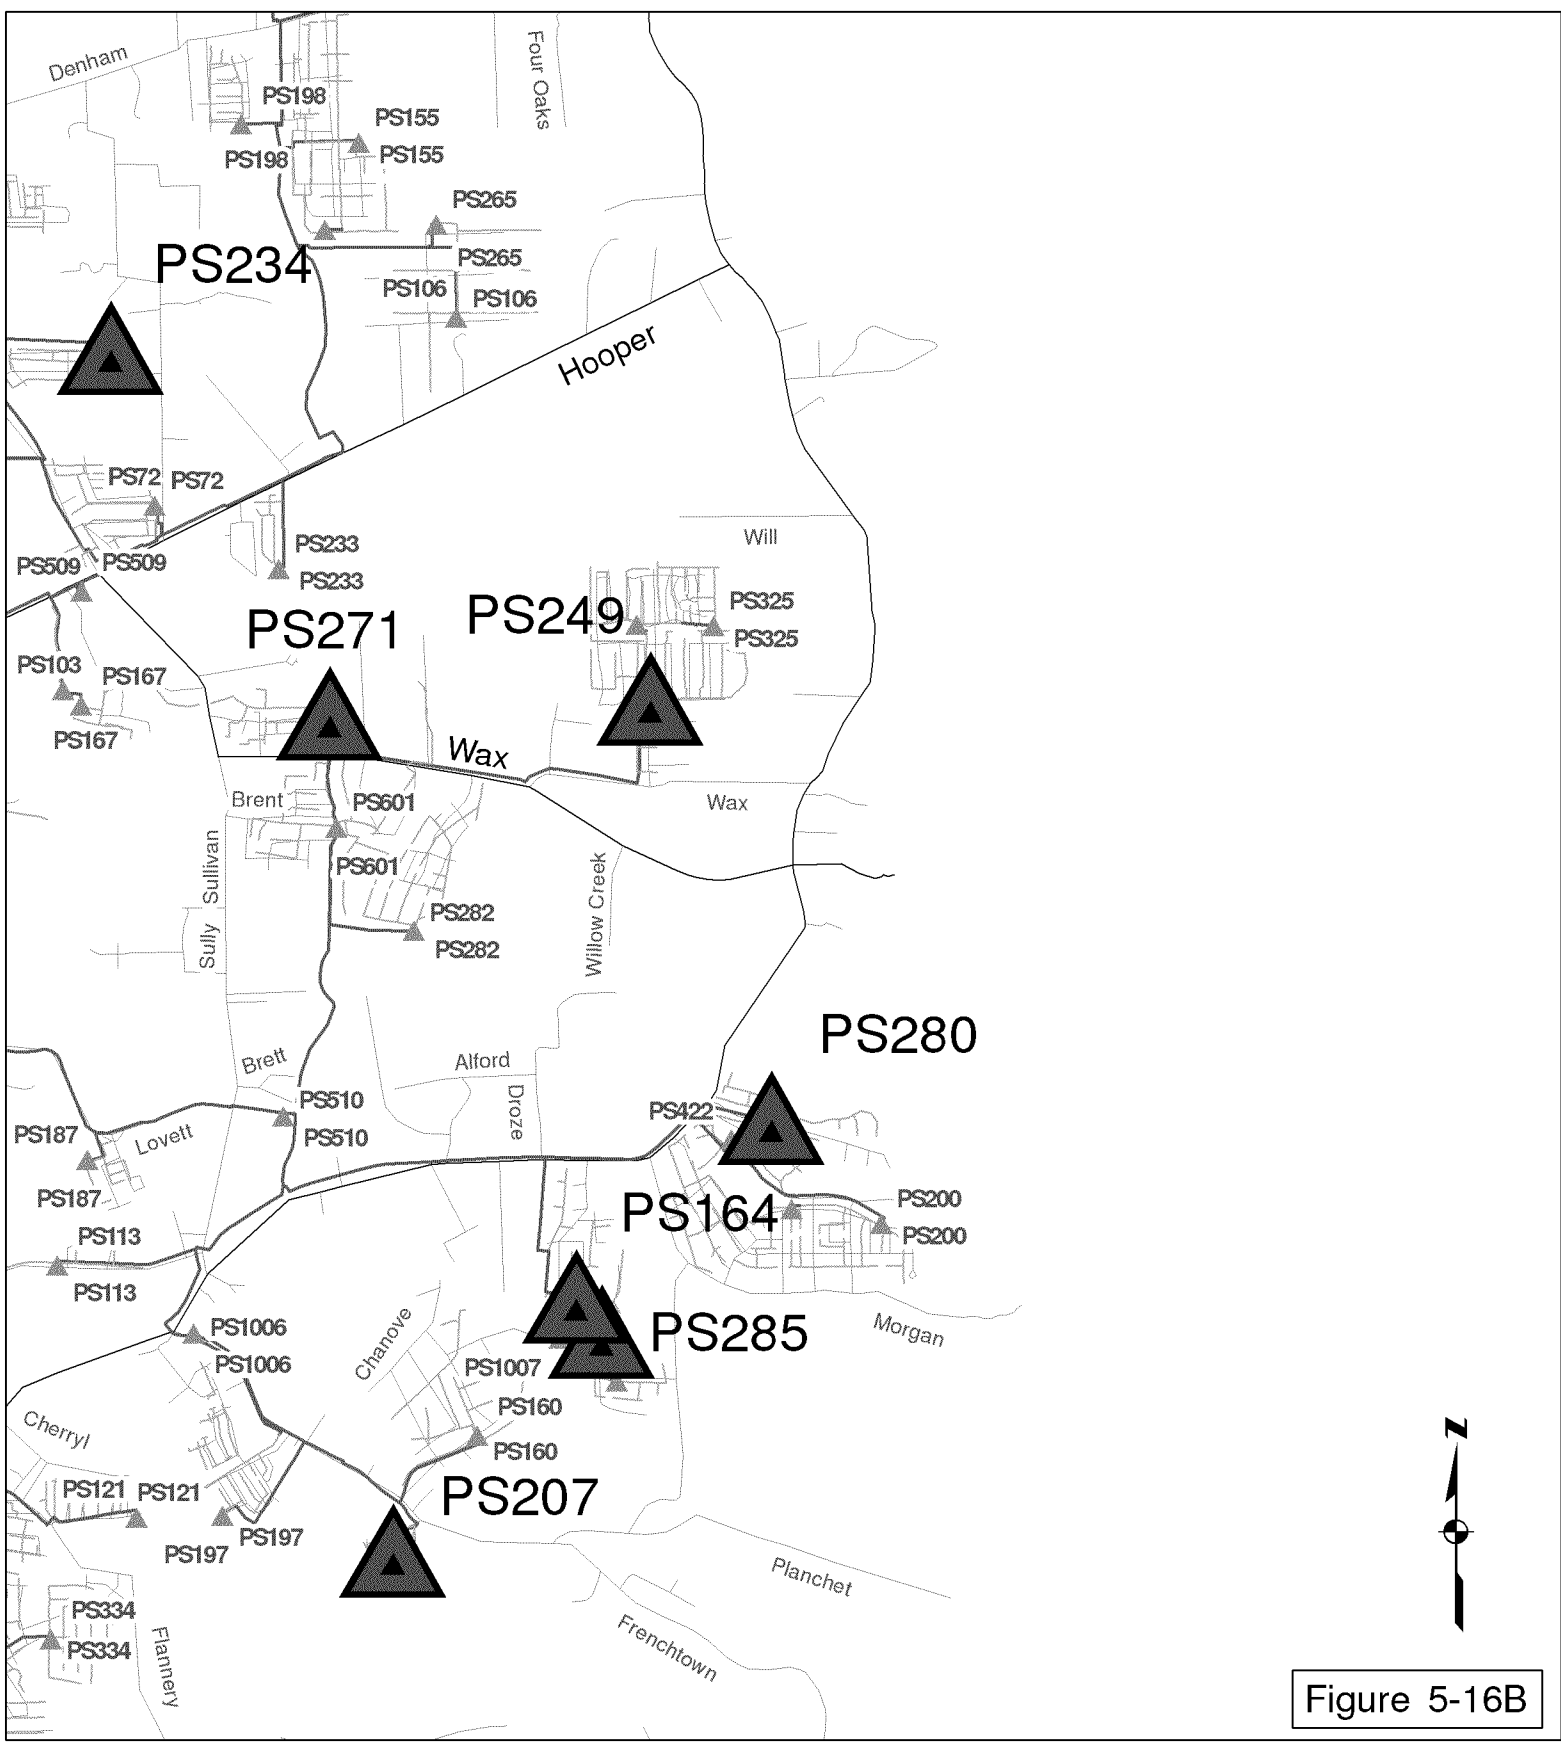 Denham
Four Oaks
PS198
PS155
PS198
PS155
PS265
PS234
PS265
PS106
PS106
Hooper
PS72
PS72
Will
PS233
PS509
PS509
PS233
PS325
PS271
PS249
PS325
PS103
PS167
PS167
Wax
Brent
PS601
Wax
Sully Sullivan
PS601
Willow Creek
PS282
PS282
PS280
Brett
Alford
PS510
Droze
PS422
PS187
Lovett
PS510
PS187
PS164
PS200
PS113
PS200
PS113
PS1006
Chanove
PS285
Morgan
PS1006
PS1007
PS160
Cherryl
PS160
N
PS121
PS121
PS207
PS197
PS197
Planchet
PS334
Frenchtown
PS334
Flannery
Figure 5-16B